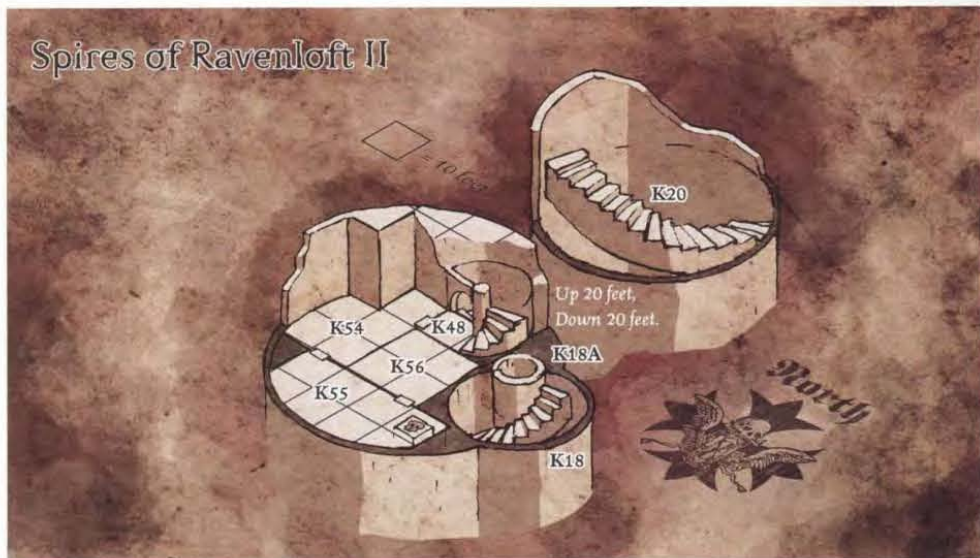 Spires of Ravenloft II
= 10 feet
K20
Up 20 feet,
Down 20 feet.
K54
K48
K18A
K56
K55
K18
North